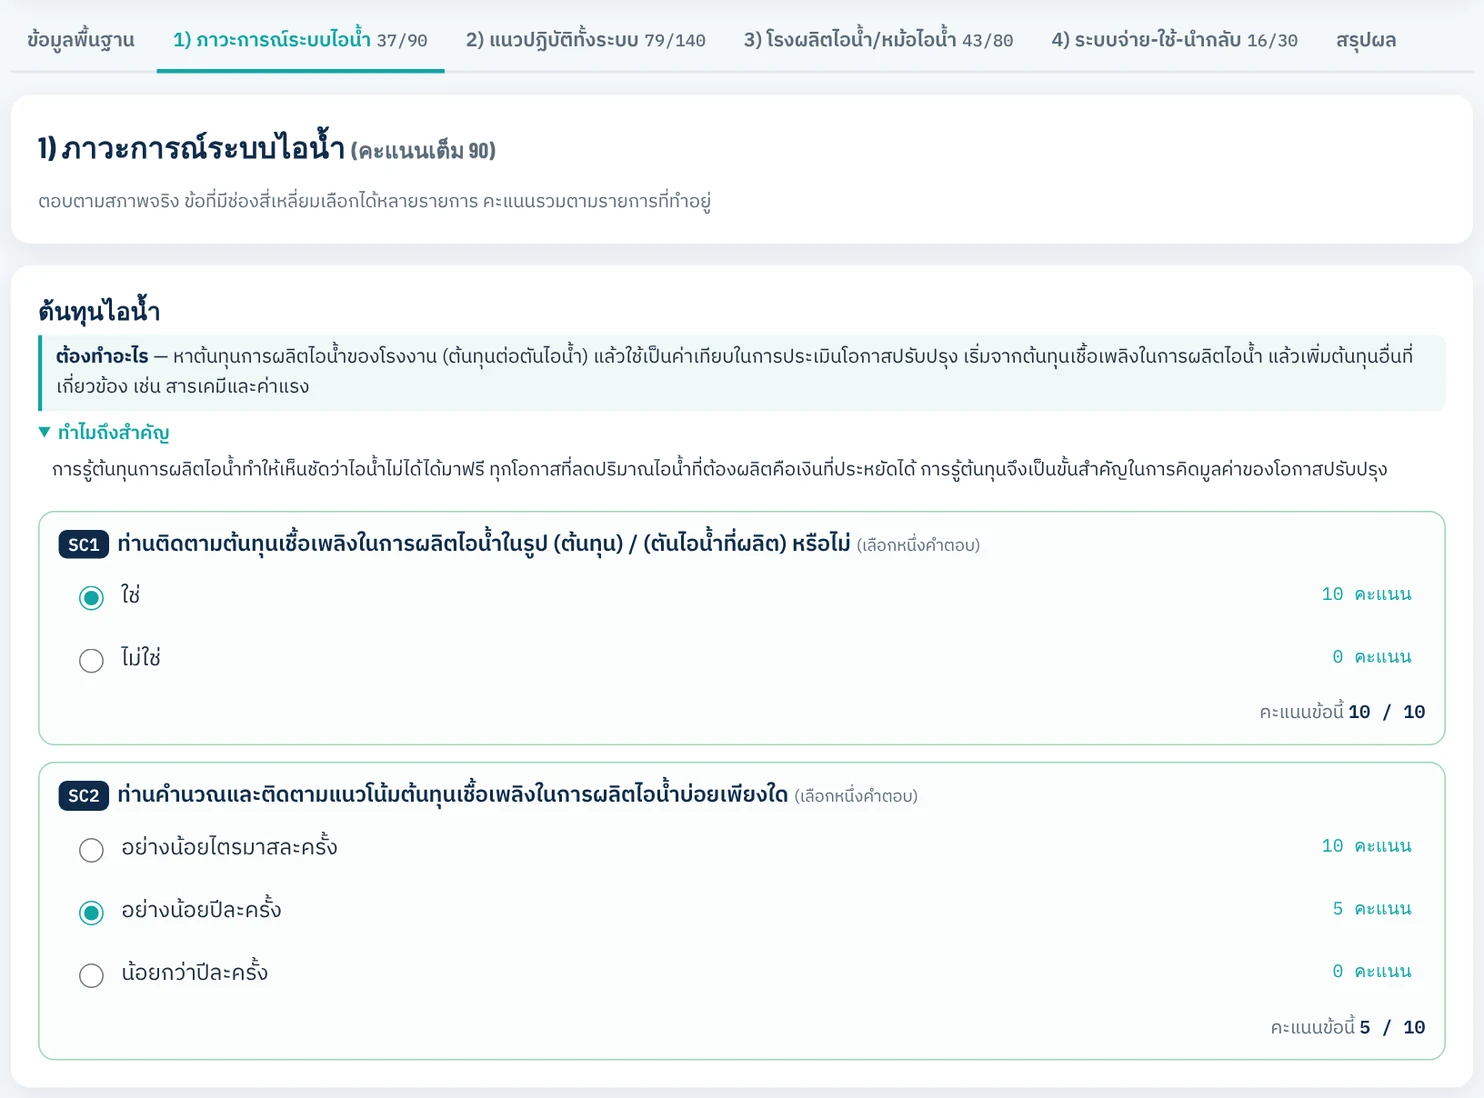 ข้อมูลพื้นฐาน 1) ภาวะการณ์ระบบไอน้ำ 37/90 2) แนวปฏิบัติทั้งระบบ 79/140 3) โรงผลิตไอน้ำ/หม้อไอน้ำ 43/80 4) ระบบจ่าย-ใช้-นำกลับ 16/30 สรุปผล
1) ภาวะการณ์ระบบไอน้ำ (คะแนนเต็ม 90)
ตอบตามสภาพจริง ข้อที่มีช่องสี่เหลี่ยมเลือกได้หลายรายการ คะแนนรวมตามรายการที่ทำอยู่
ต้นทุนไอน้ำ
ต้องทำอะไร — หาต้นทุนการผลิตไอน้ำของโรงงาน (ต้นทุนต่อตันไอน้ำ) แล้วใช้เป็นค่าเทียบในการประเมินโอกาสปรับปรุง เริ่มจากต้นทุนเชื้อเพลิงในการผลิตไอน้ำ แล้วเพิ่มต้นทุนอื่นที่
เกี่ยวข้อง เช่น สารเคมีและค่าแรง
▼ ทำไมถึงสำคัญ
การรู้ต้นทุนการผลิตไอน้ำทำให้เห็นชัดว่าไอน้ำไม่ได้ได้มาฟรี ทุกโอกาสที่ลดปริมาณไอน้ำที่ต้องผลิตคือเงินที่ประหยัดได้ การรู้ต้นทุนจึงเป็นขั้นสำคัญในการคิดมูลค่าของโอกาสปรับปรุง
SC1 ท่านติดตามต้นทุนเชื้อเพลิงในการผลิตไอน้ำในรูป (ต้นทุน) / (ตันไอน้ำที่ผลิต) หรือไม่ (เลือกหนึ่งคำตอบ)
ใช่ 10 คะแนน
ไม่ใช่ 0 คะแนน
คะแนนข้อนี้ 10 / 10
SC2 ท่านคำนวณและติดตามแนวโน้มต้นทุนเชื้อเพลิงในการผลิตไอน้ำบ่อยเพียงใด (เลือกหนึ่งคำตอบ)
อย่างน้อยไตรมาสละครั้ง 10 คะแนน
อย่างน้อยปีละครั้ง 5 คะแนน
น้อยกว่าปีละครั้ง 0 คะแนน
คะแนนข้อนี้ 5 / 10